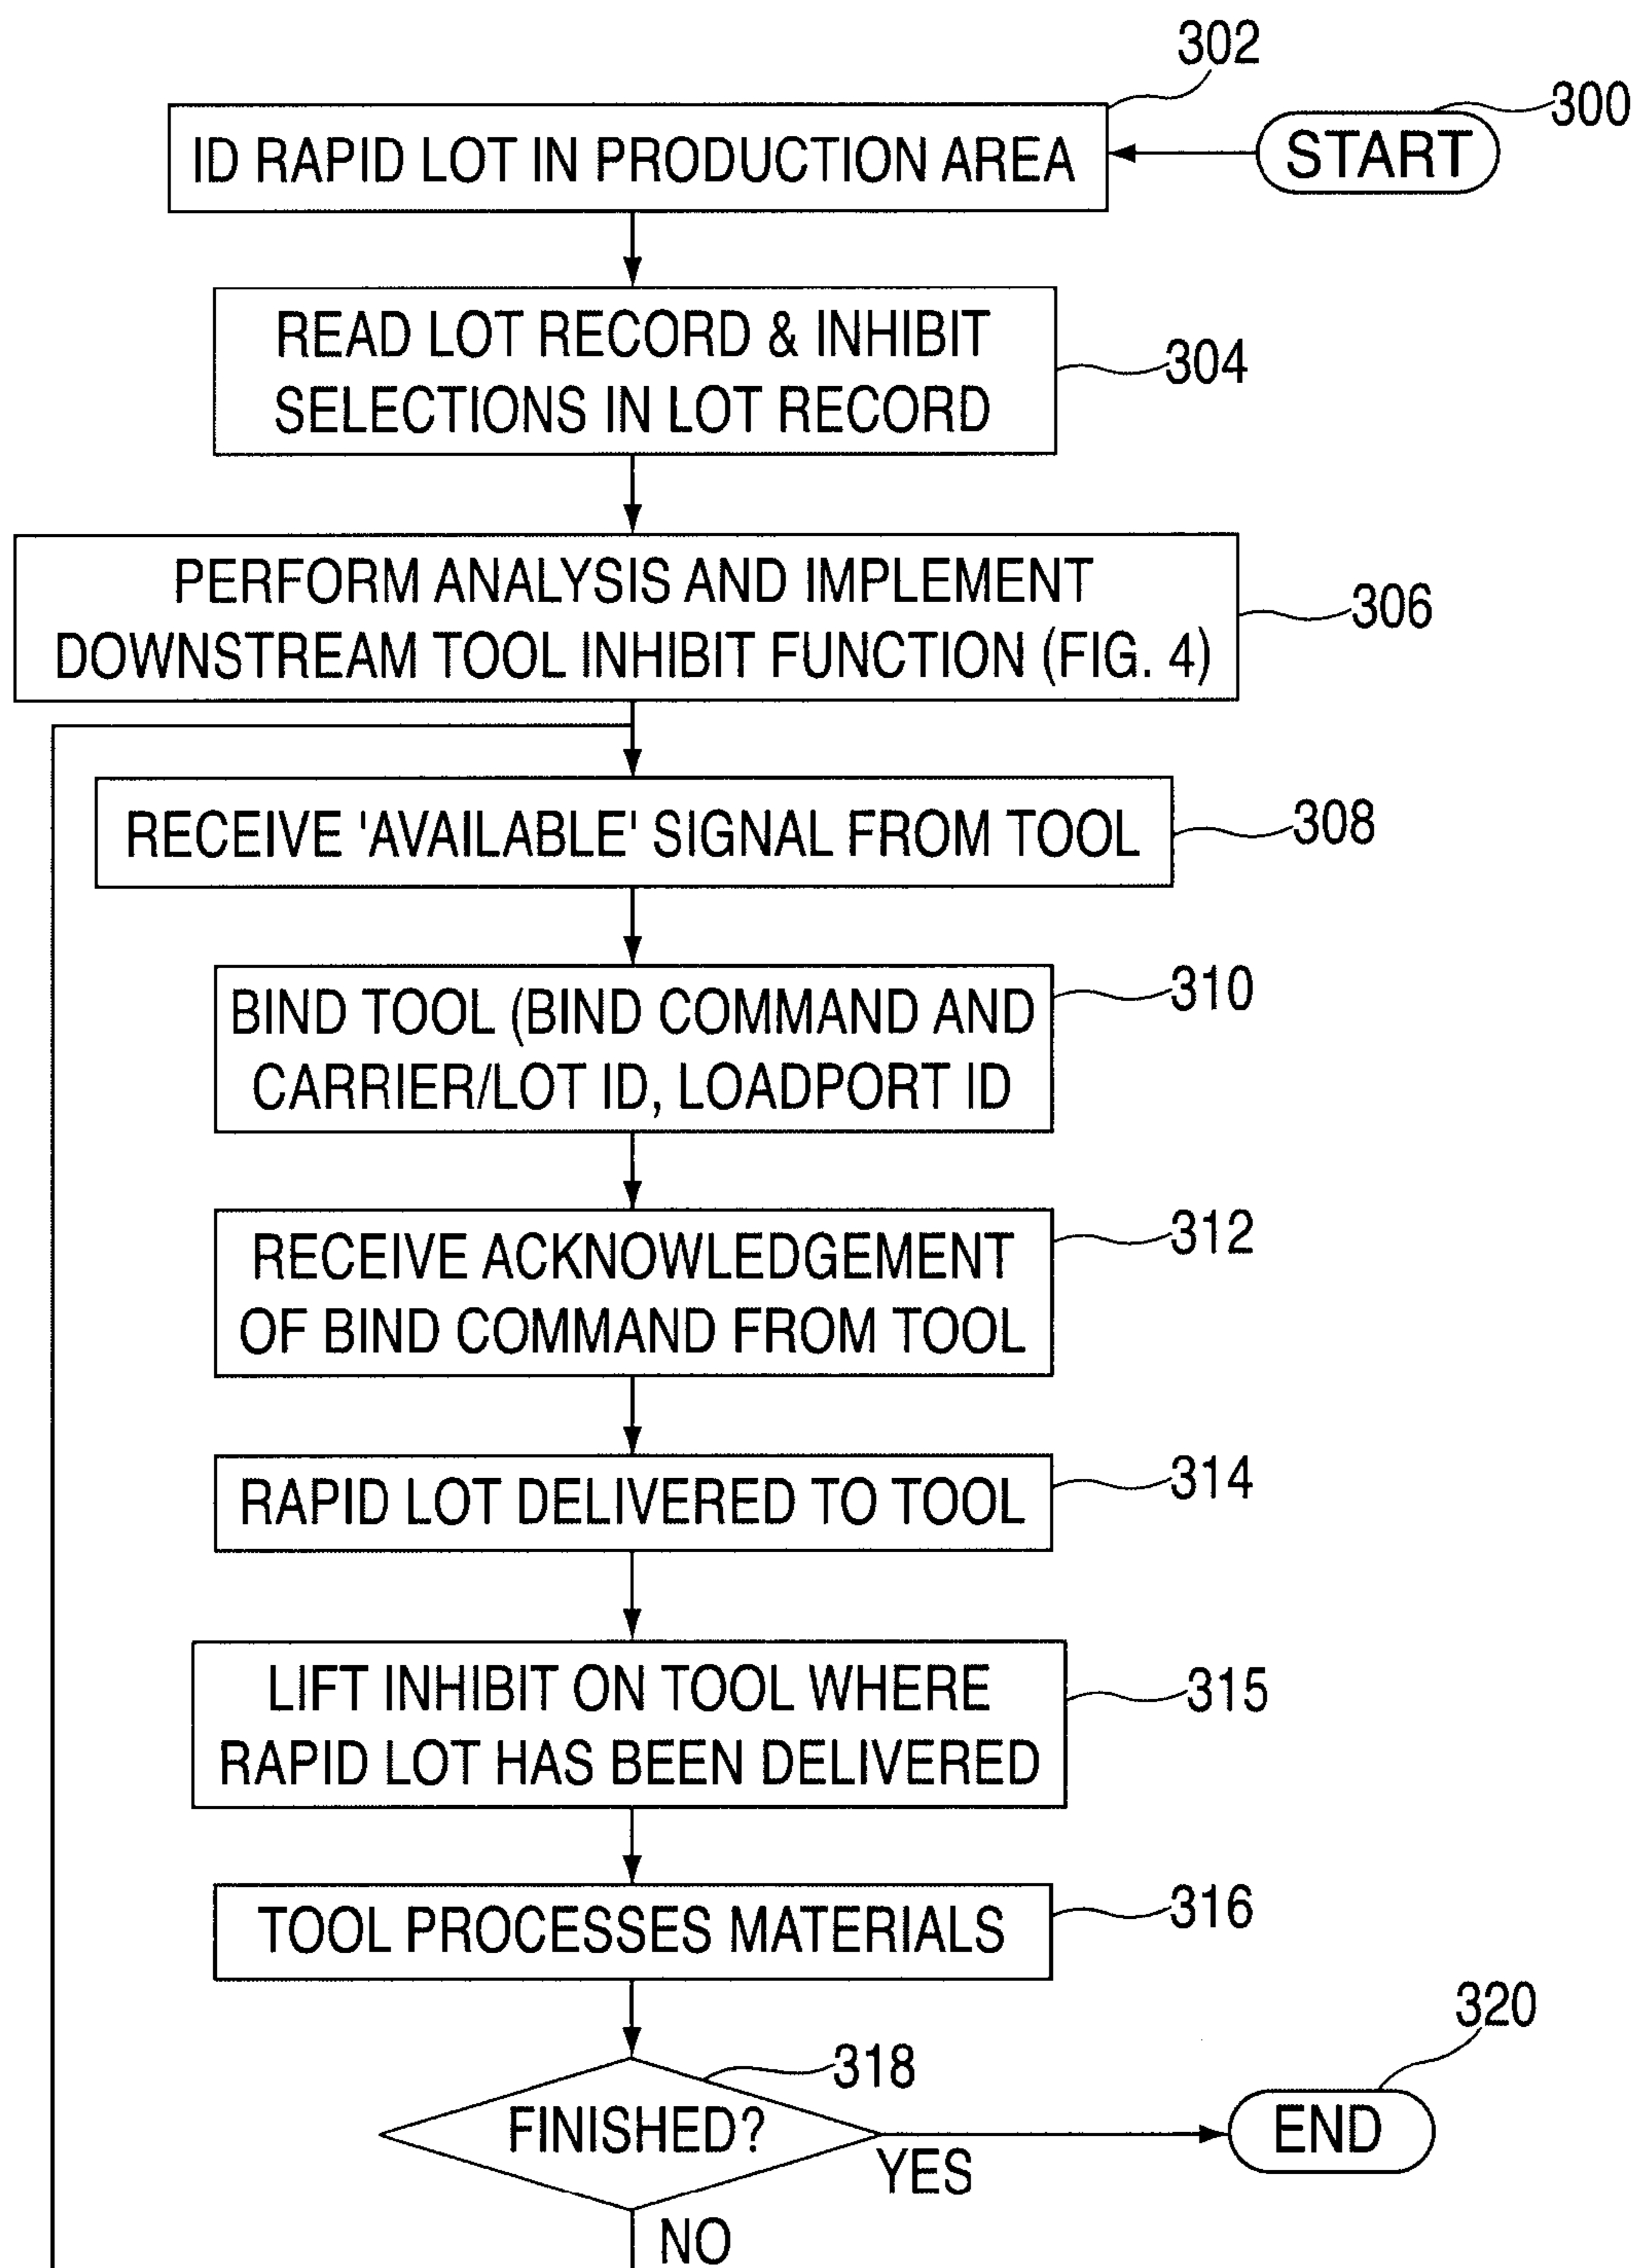 302
300
START
ID RAPID LOT IN PRODUCTION AREA
READ LOT RECORD & INHIBIT
SELECTIONS IN LOT RECORD
304
PERFORM ANALYSIS AND IMPLEMENT
DOWNSTREAM TOOL INHIBIT FUNCTION (FIG. 4)
306
RECEIVE 'AVAILABLE' SIGNAL FROM TOOL
308
BIND TOOL (BIND COMMAND AND
CARRIER/LOT ID, LOADPORT ID
310
RECEIVE ACKNOWLEDGEMENT
OF BIND COMMAND FROM TOOL
312
RAPID LOT DELIVERED TO TOOL
314
LIFT INHIBIT ON TOOL WHERE
RAPID LOT HAS BEEN DELIVERED
315
TOOL PROCESSES MATERIALS
316
318
FINISHED?
YES
NO
320
END